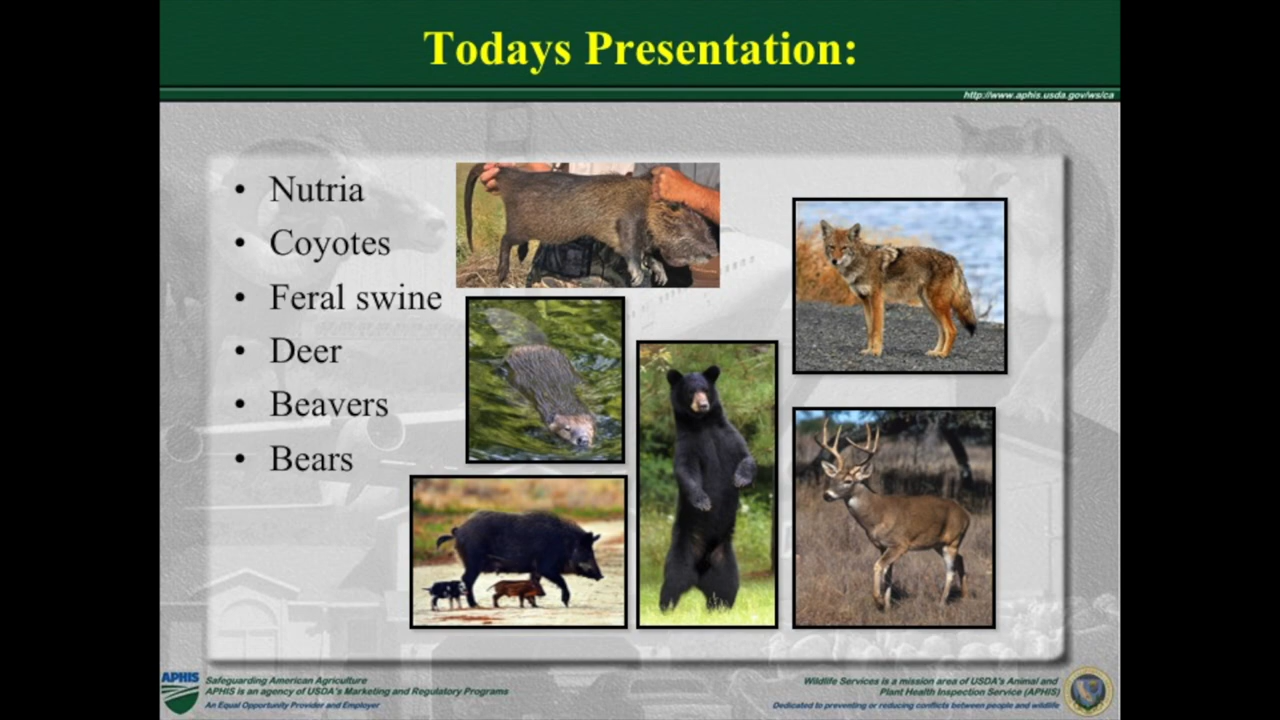 Todays Presentation:
http://www.aphis.usda.gov/ws/ca
• Nutria
• Coyotes
• Feral swine
• Deer
• Beavers
• Bears
APHIS
Safeguarding American Agriculture
APHIS is an agency of USDA's Marketing and Regulatory Programs
An Equal Opportunity Provider and Employer
Wildlife Services is a mission area of USDA's Animal and
Plant Health Inspection Service (APHIS)
Dedicated to preventing or reducing conflicts between people and wildlife